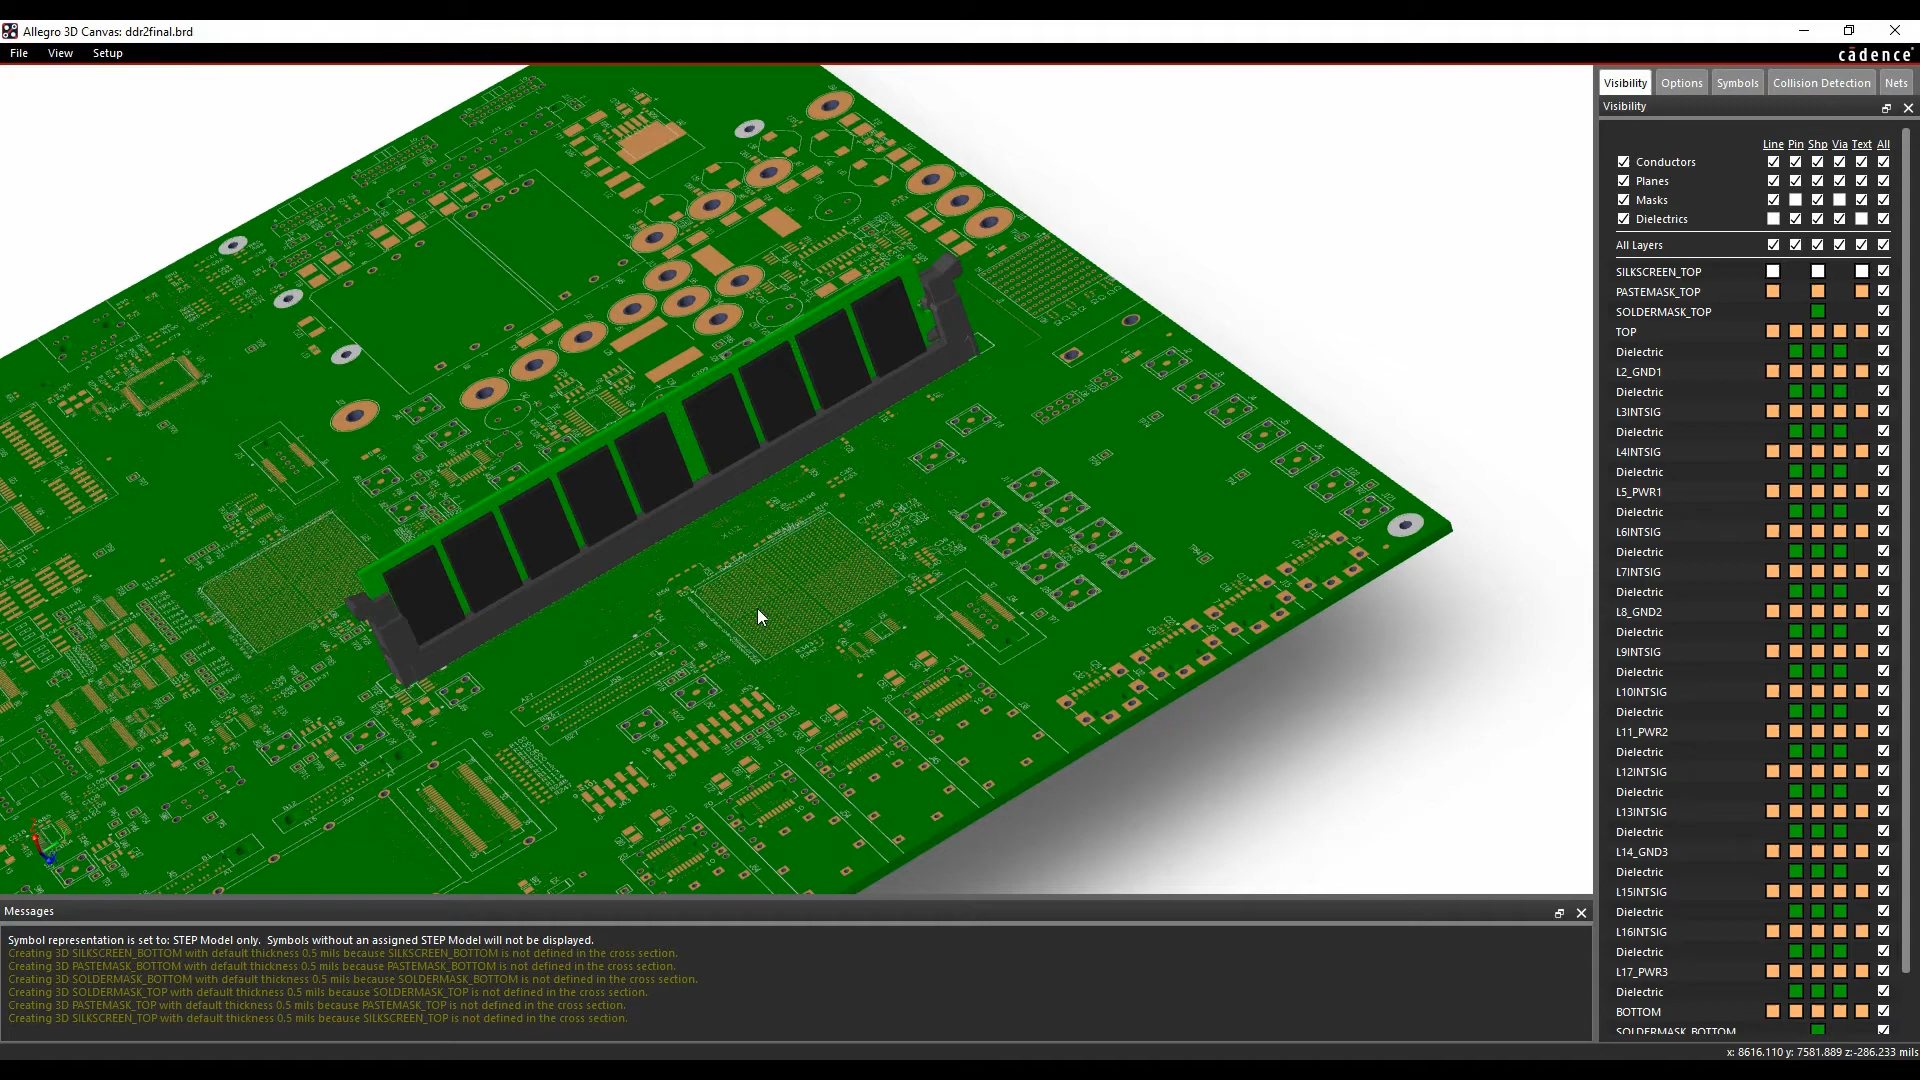 Allegro 3D Canvas: ddr2final.brd
File View Setup
cādence
Visibility Options Symbols Collision Detection Nets
Visibility
Line Pin Shp Via Text All
Conductors
Planes
Masks
Dielectrics
All Layers
SILKSCREEN_TOP
PASTEMASK_TOP
SOLDERMASK_TOP
TOP
Dielectric
L2_GND1
Dielectric
L3INTSIG
Dielectric
L4INTSIG
Dielectric
L5_PWR1
Dielectric
L6INTSIG
Dielectric
L7INTSIG
Dielectric
L8_GND2
Dielectric
L9INTSIG
Dielectric
L10INTSIG
Dielectric
L11_PWR2
Dielectric
L12INTSIG
Dielectric
L13INTSIG
Dielectric
L14_GND3
Dielectric
L15INTSIG
Dielectric
L16INTSIG
Dielectric
L17_PWR3
Dielectric
BOTTOM
SOLDERMASK_BOTTOM
Messages
Symbol representation is set to: STEP Model only. Symbols without an assigned STEP Model will not be displayed.
Creating 3D SILKSCREEN_BOTTOM with default thickness 0.5 mils because SILKSCREEN_BOTTOM is not defined in the cross section.
Creating 3D PASTEMASK_BOTTOM with default thickness 0.5 mils because PASTEMASK_BOTTOM is not defined in the cross section.
Creating 3D SOLDERMASK_BOTTOM with default thickness 0.5 mils because SOLDERMASK_BOTTOM is not defined in the cross section.
Creating 3D SOLDERMASK_TOP with default thickness 0.5 mils because SOLDERMASK_TOP is not defined in the cross section.
Creating 3D PASTEMASK_TOP with default thickness 0.5 mils because PASTEMASK_TOP is not defined in the cross section.
Creating 3D SILKSCREEN_TOP with default thickness 0.5 mils because SILKSCREEN_TOP is not defined in the cross section.
x: 8616.110 y: 7581.889 z:-286.233 mils